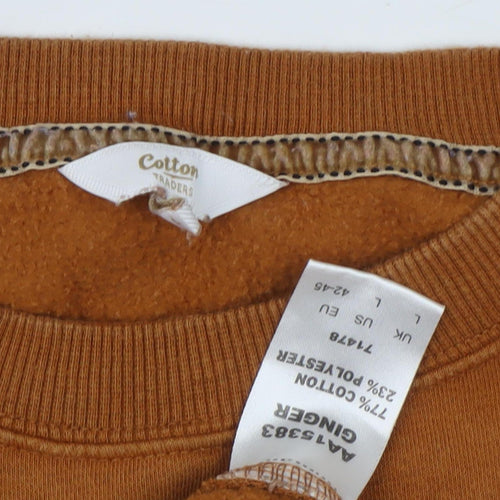 Cotton
TRADERS
AA15383
GINGER
77% COTTON
23% POLYESTER
71478
UK US EU
L L 42-45